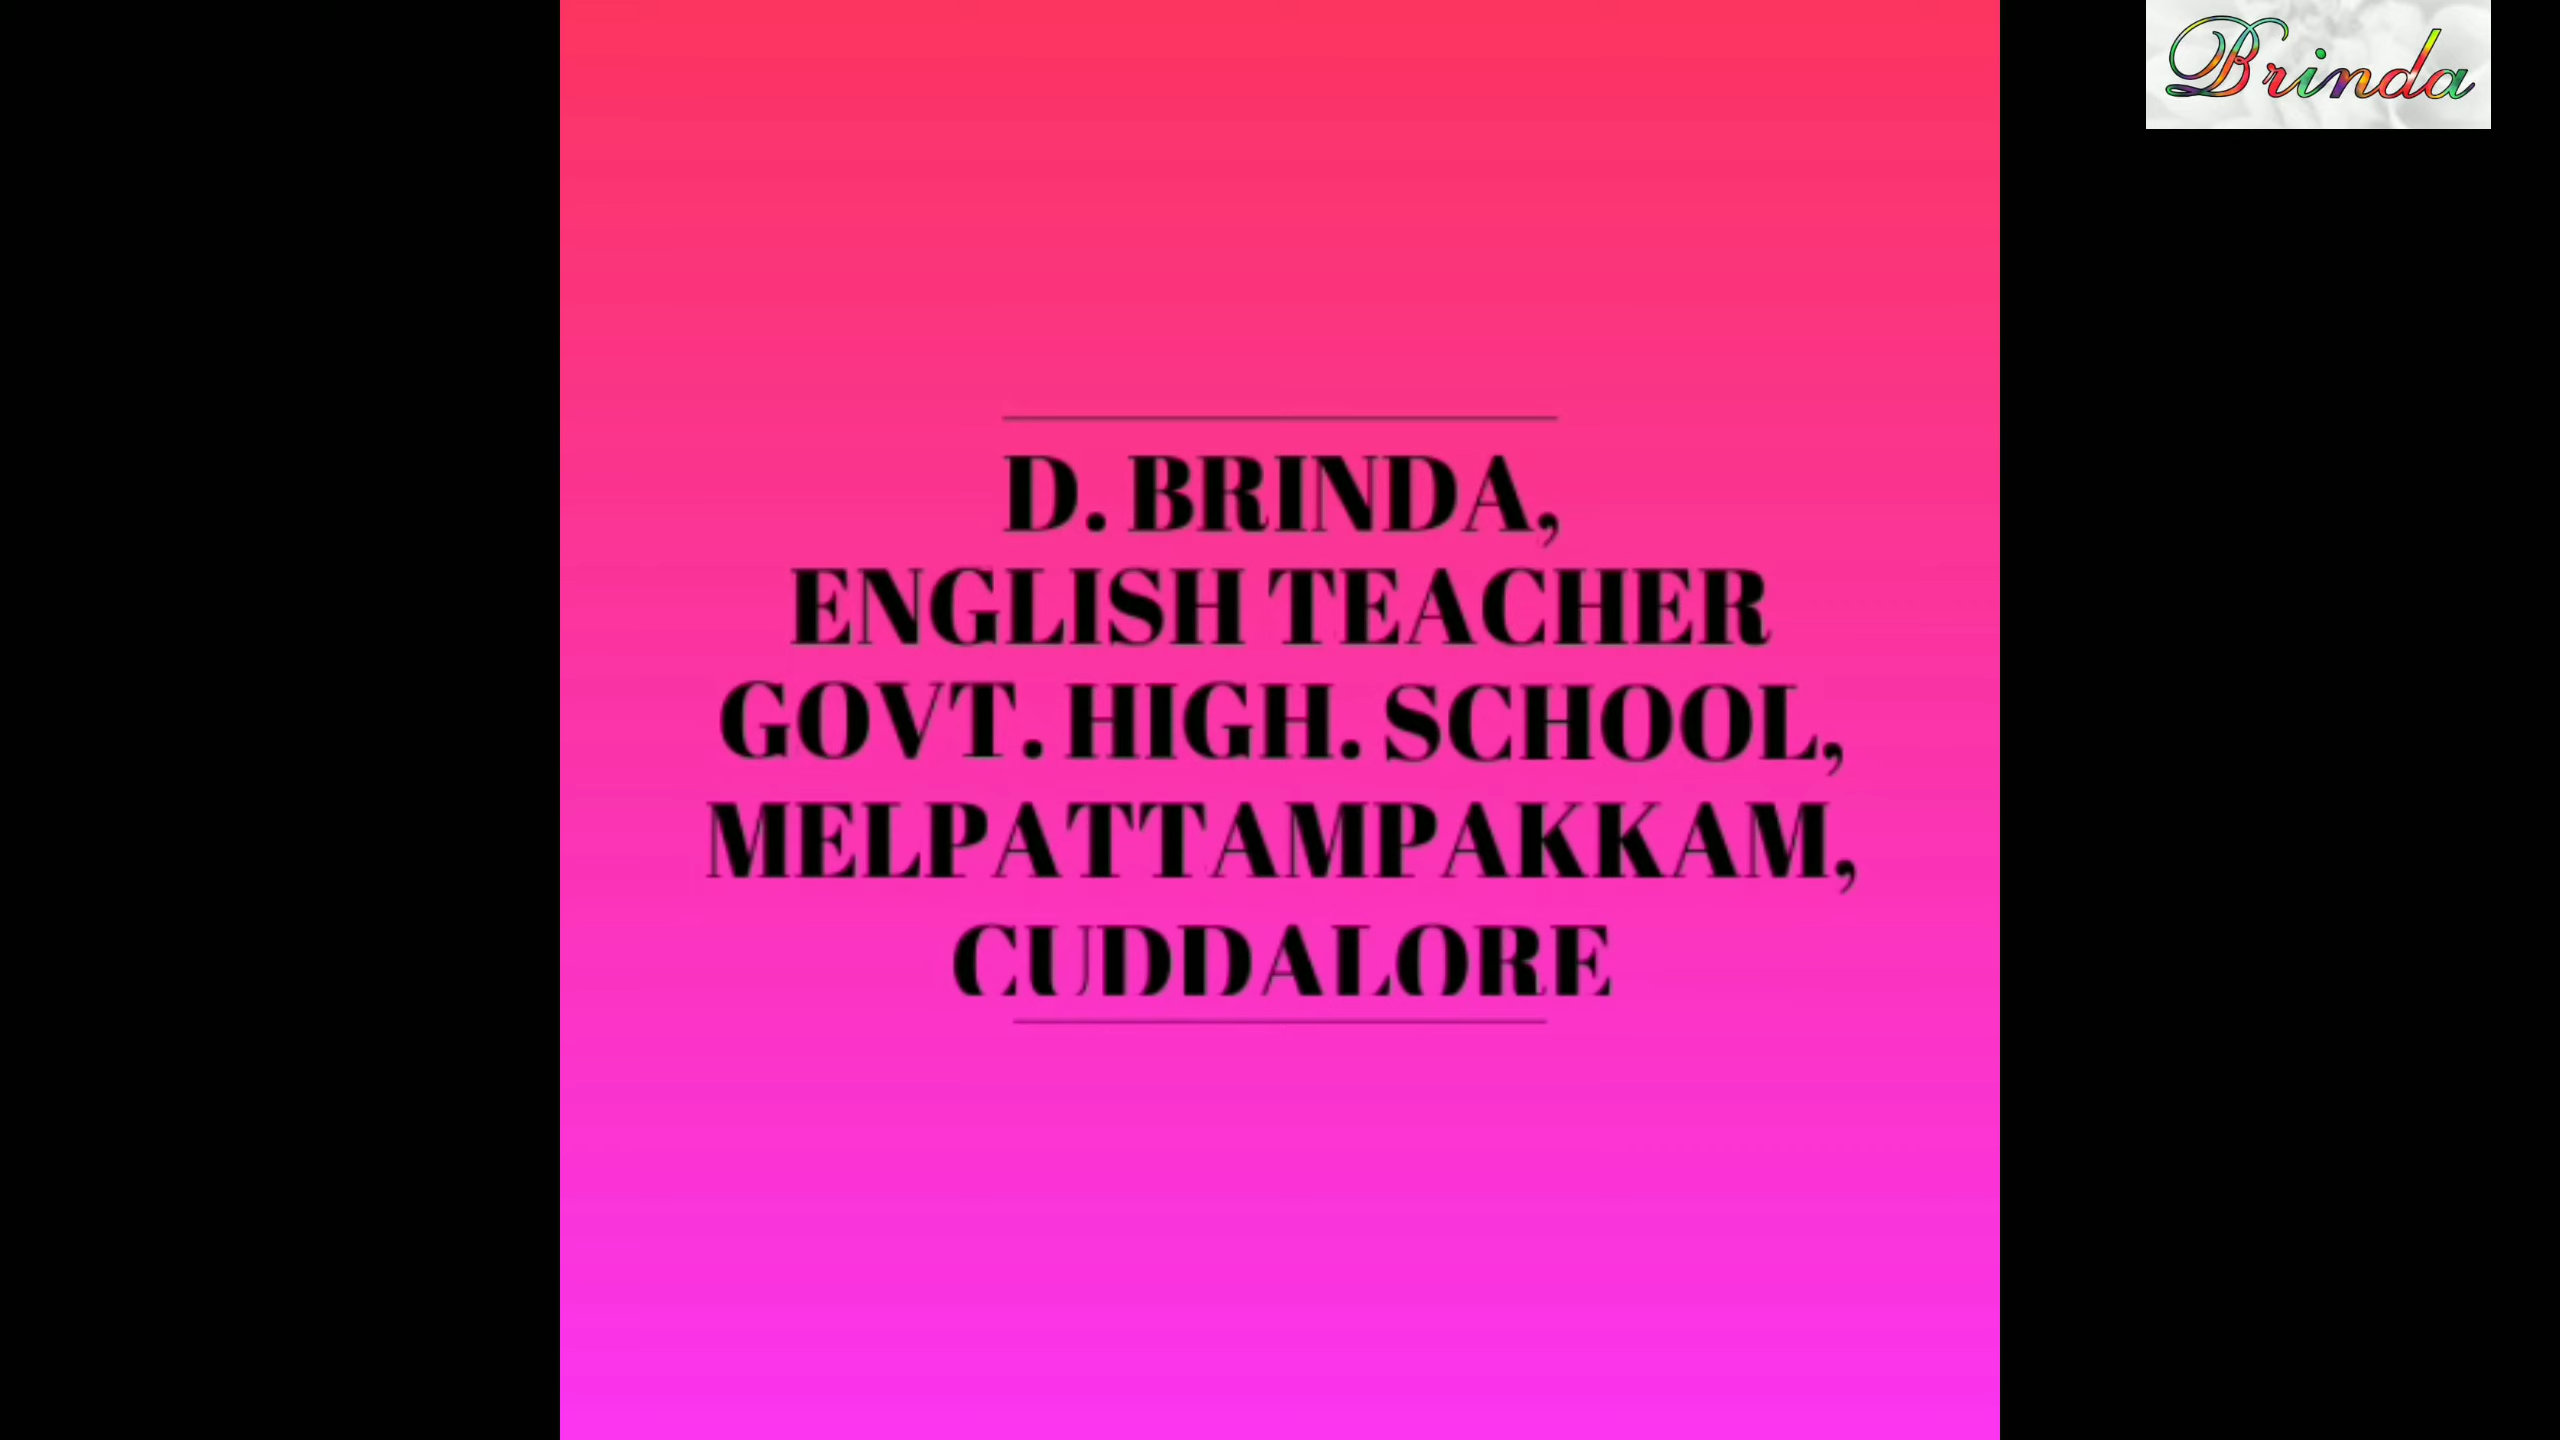 Brinda
D. BRINDA,
ENGLISH TEACHER
GOVT. HIGH. SCHOOL,
MELPATTAMPAKKAM,
CUDDALORE